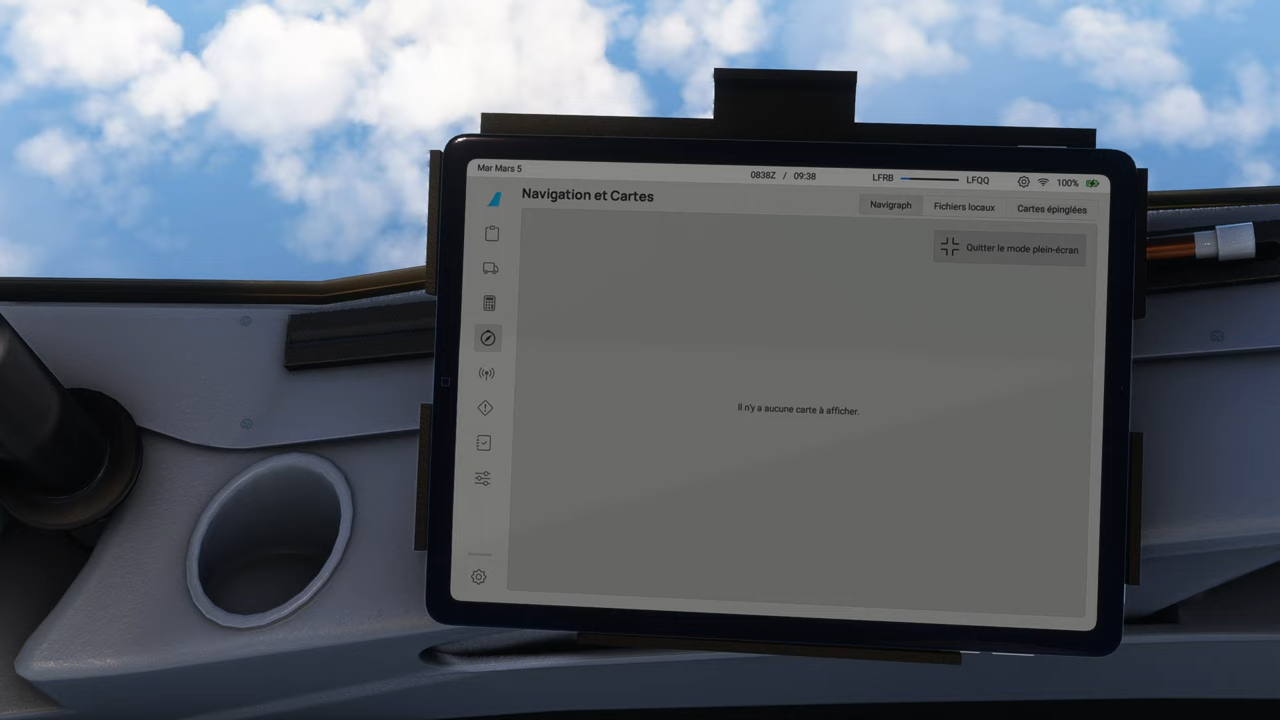 Mar Mars 5
0838Z / 09:38
LFRB
LFQQ
100%
Navigation et Cartes
Navigraph
Fichiers locaux
Cartes épinglées
Quitter le mode plein-écran
Il n'y a aucune carte à afficher.